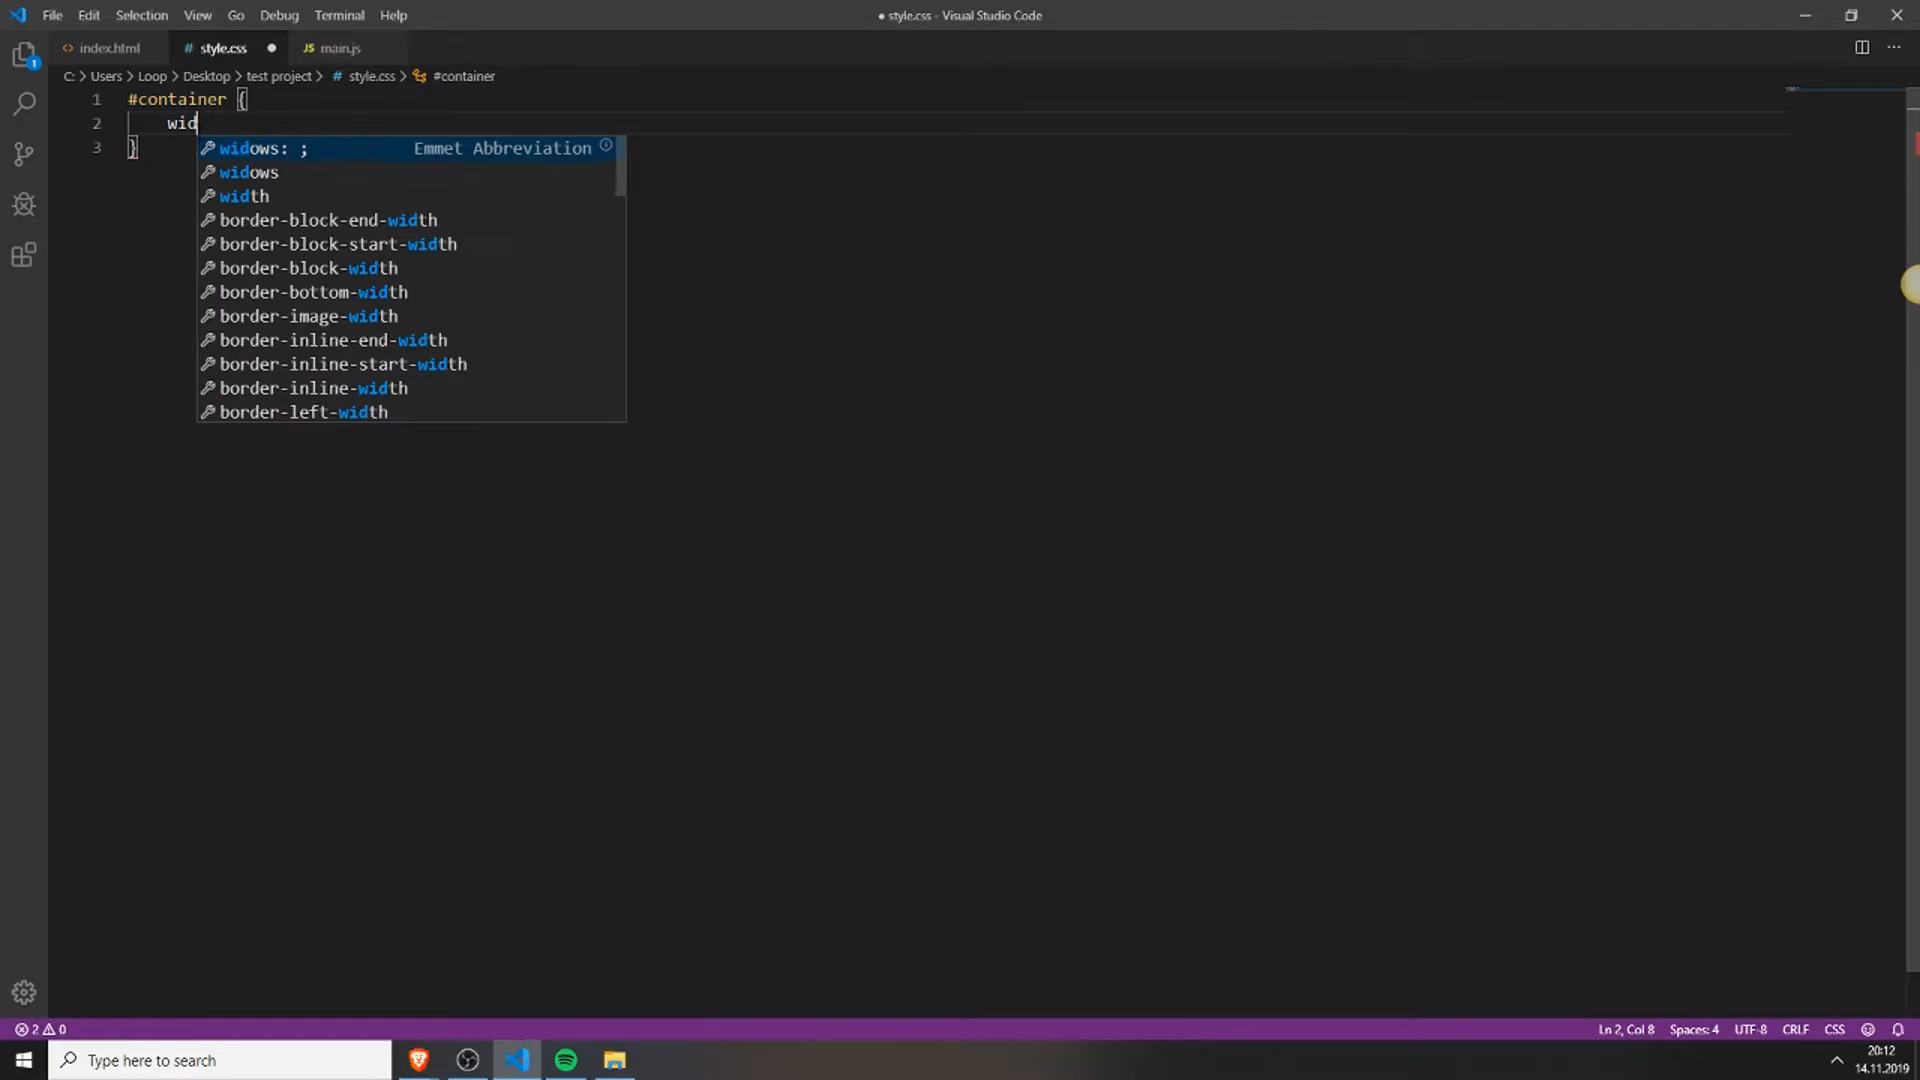 File Edit Selection View Go Debug Terminal Help
● style.css - Visual Studio Code
index.html
# style.css ●
JS main.js
C: > Users > Loop > Desktop > test project > # style.css > #container
1 #container {
2 wid
3 }
widows: ; Emmet Abbreviation
widows
width
border-block-end-width
border-block-start-width
border-block-width
border-bottom-width
border-image-width
border-inline-end-width
border-inline-start-width
border-inline-width
border-left-width
1
2 0
Ln 2, Col 8 Spaces: 4 UTF-8 CRLF CSS
Type here to search
20:12
14.11.2019